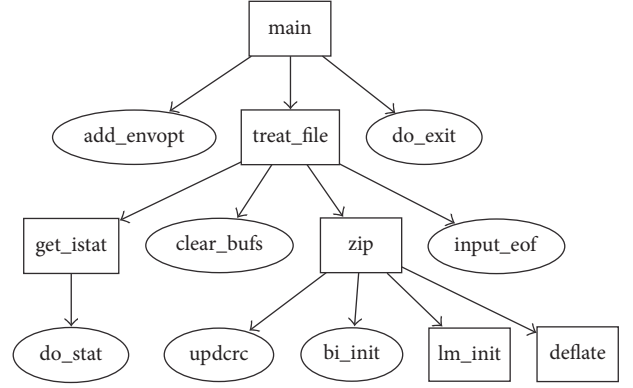 main
add_envopt
treat_file
do_exit
get_istat
clear_bufs
zip
input_eof
do_stat
updcrc
bi_init
lm_init
deflate